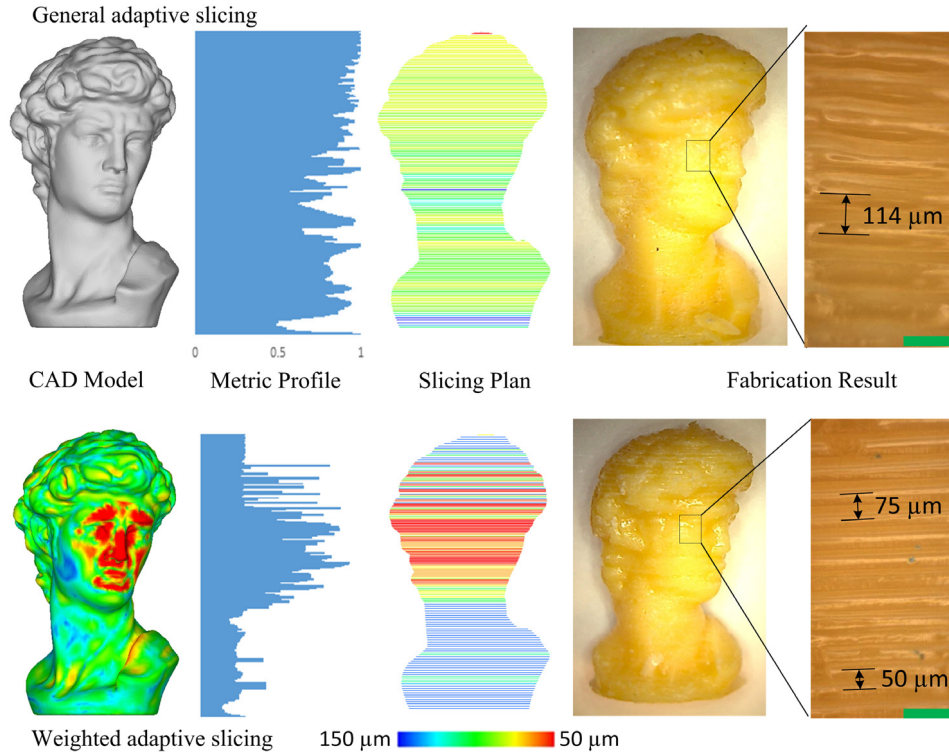 General adaptive slicing
114 μm
0 0.5 1
CAD Model Metric Profile Slicing Plan Fabrication Result
75 μm
50 μm
Weighted adaptive slicing 150 μm 50 μm